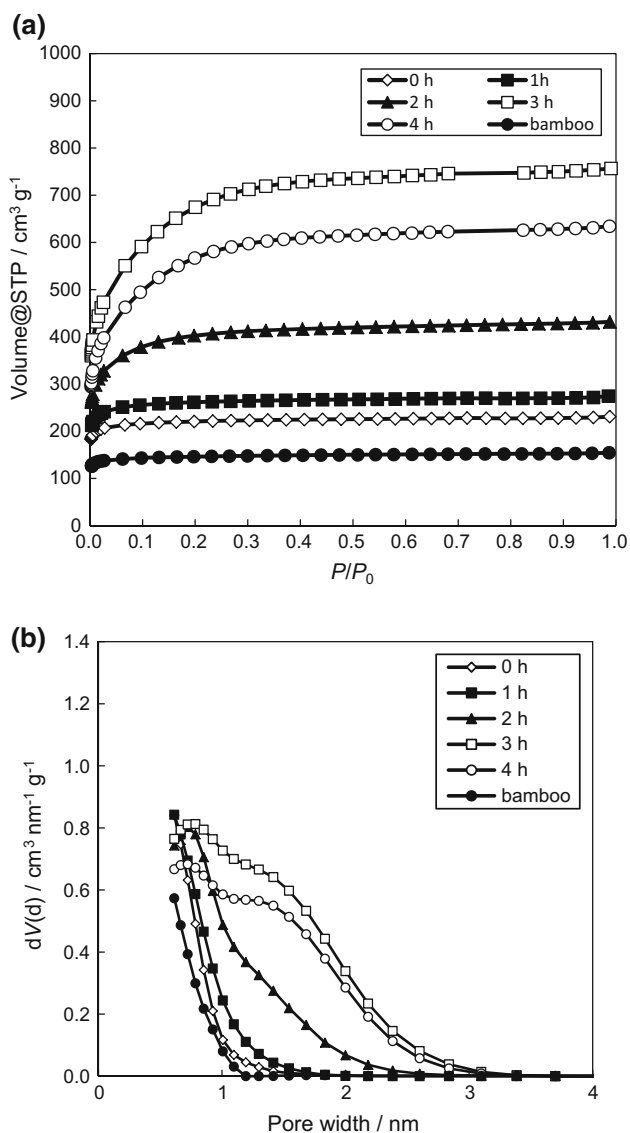 (a)
1000
900
800
700
600
500
400
300
200
100
0
Volume@STP / cm³ g⁻¹
0 h 1h
2 h 3 h
4 h bamboo
0.0 0.1 0.2 0.3 0.4 0.5 0.6 0.7 0.8 0.9 1.0
P/P₀
(b)
1.4
1.2
1.0
0.8
0.6
0.4
0.2
0.0
dV(d) / cm³ nm⁻¹ g⁻¹
0 h
1 h
2 h
3 h
4 h
bamboo
0 1 2 3 4
Pore width / nm